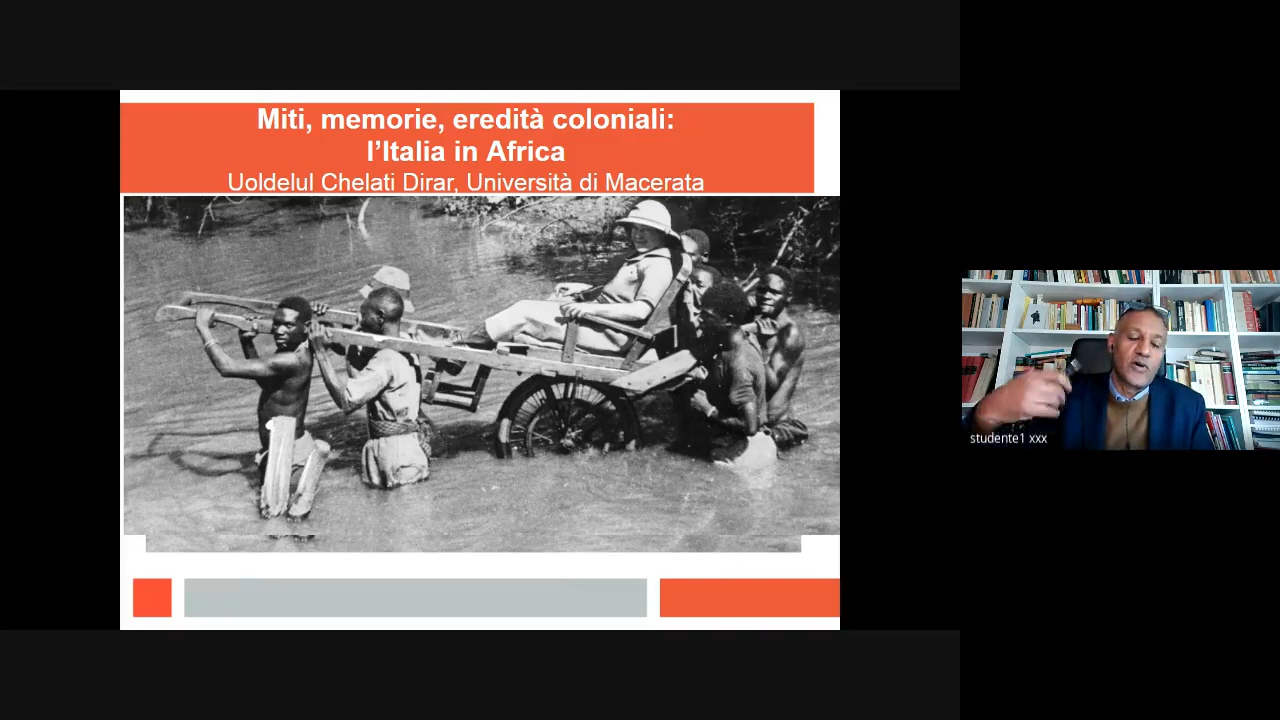 Miti, memorie, eredità coloniali:
l’Italia in Africa
Uoldelul Chelati Dirar, Università di Macerata
studente1 xxx